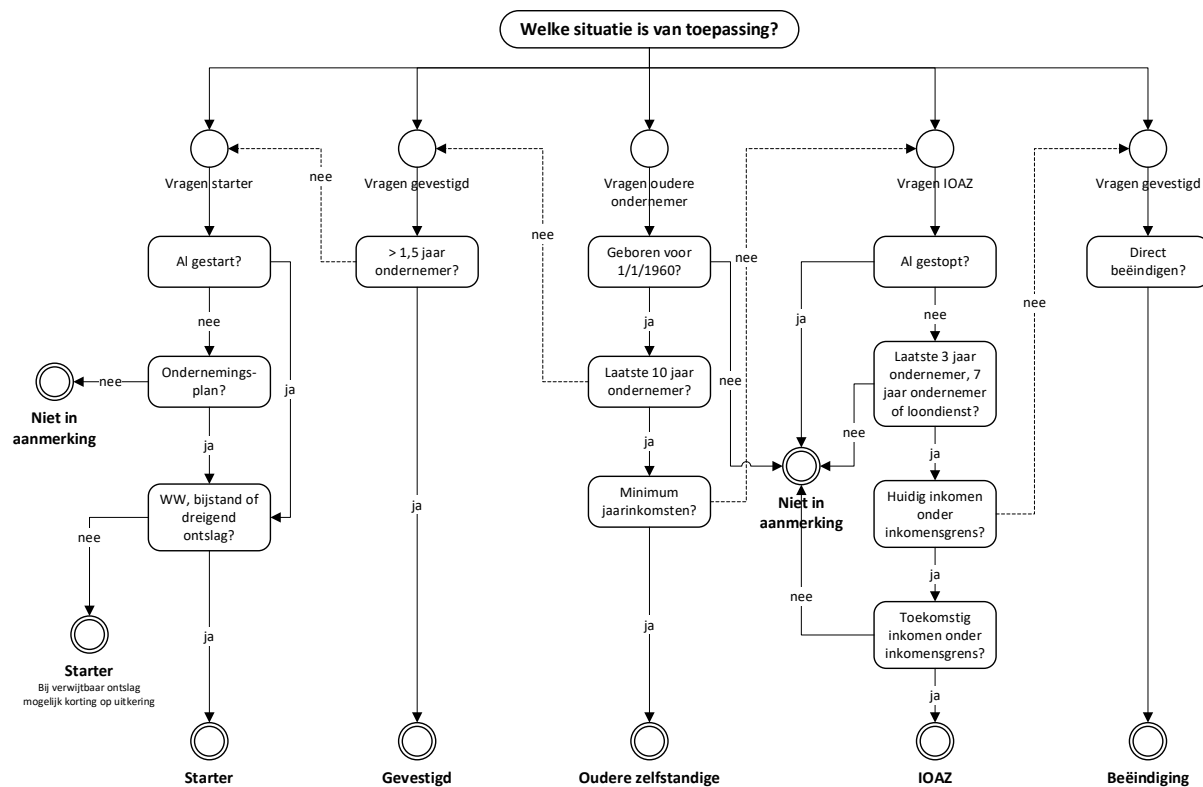 Welke situatie is van toepassing?
Vragen starter
Vragen gevestigd
Vragen oudere
ondernemer
Vragen IOAZ
Vragen gevestigd
nee
nee
nee
nee
Al gestart?
> 1,5 jaar
ondernemer?
Geboren voor
1/1/1960?
Al gestopt?
Direct
beëindigen?
nee
ja
ja
nee
Ondernemings-
plan?
nee
Niet in
aanmerking
ja
ja
Laatste 10 jaar
ondernemer?
nee
Laatste 3 jaar
ondernemer, 7
jaar ondernemer
of loondienst?
nee
ja
ja
WW, bijstand of
dreigend
ontslag?
nee
ja
Minimum
jaarinkomsten?
Niet in
aanmerking
Huidig inkomen
onder
inkomensgrens?
ja
nee
Toekomstig
inkomen onder
inkomensgrens?
ja
ja
ja
Starter
Bij verwijtbaar ontslag
mogelijk korting op uitkering
Starter
Gevestigd
Oudere zelfstandige
IOAZ
Beëindiging